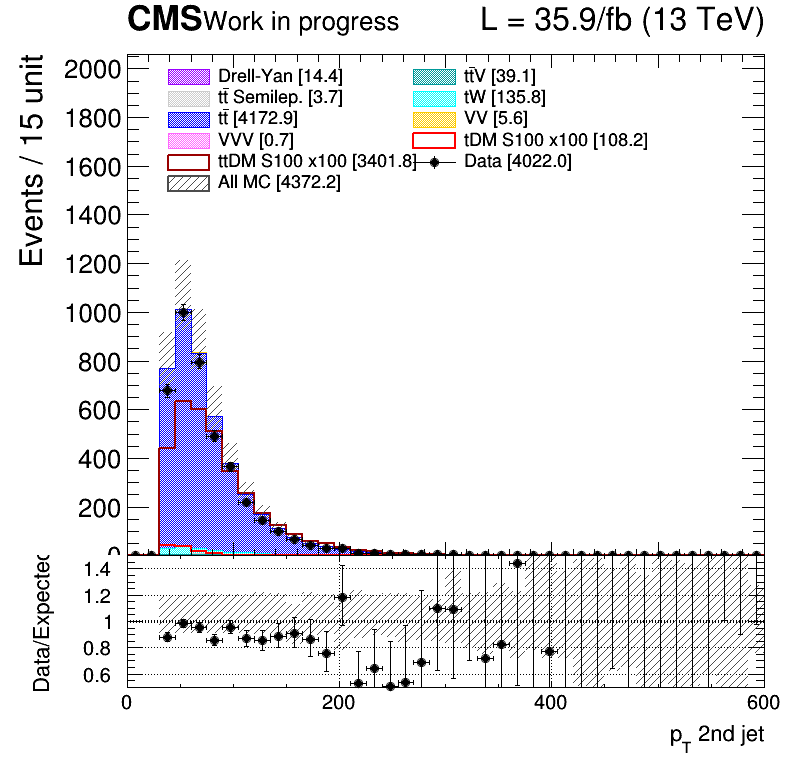 CMS Work in progress L = 35.9/fb (13 TeV)
Events / 15 unit
2000
1800
1600
1400
1200
1000
800
600
400
200
0
Drell-Yan [14.4] tt̄V [39.1]
tt̄ Semilep. [3.7] tW [135.8]
tt̄ [4172.9] VV [5.6]
VVV [0.7] tDM S100 x100 [108.2]
ttDM S100 x100 [3401.8] Data [4022.0]
All MC [4372.2]
Data/Expected
1.4
1.2
1
0.8
0.6
0 200 400 600
p_T 2nd jet